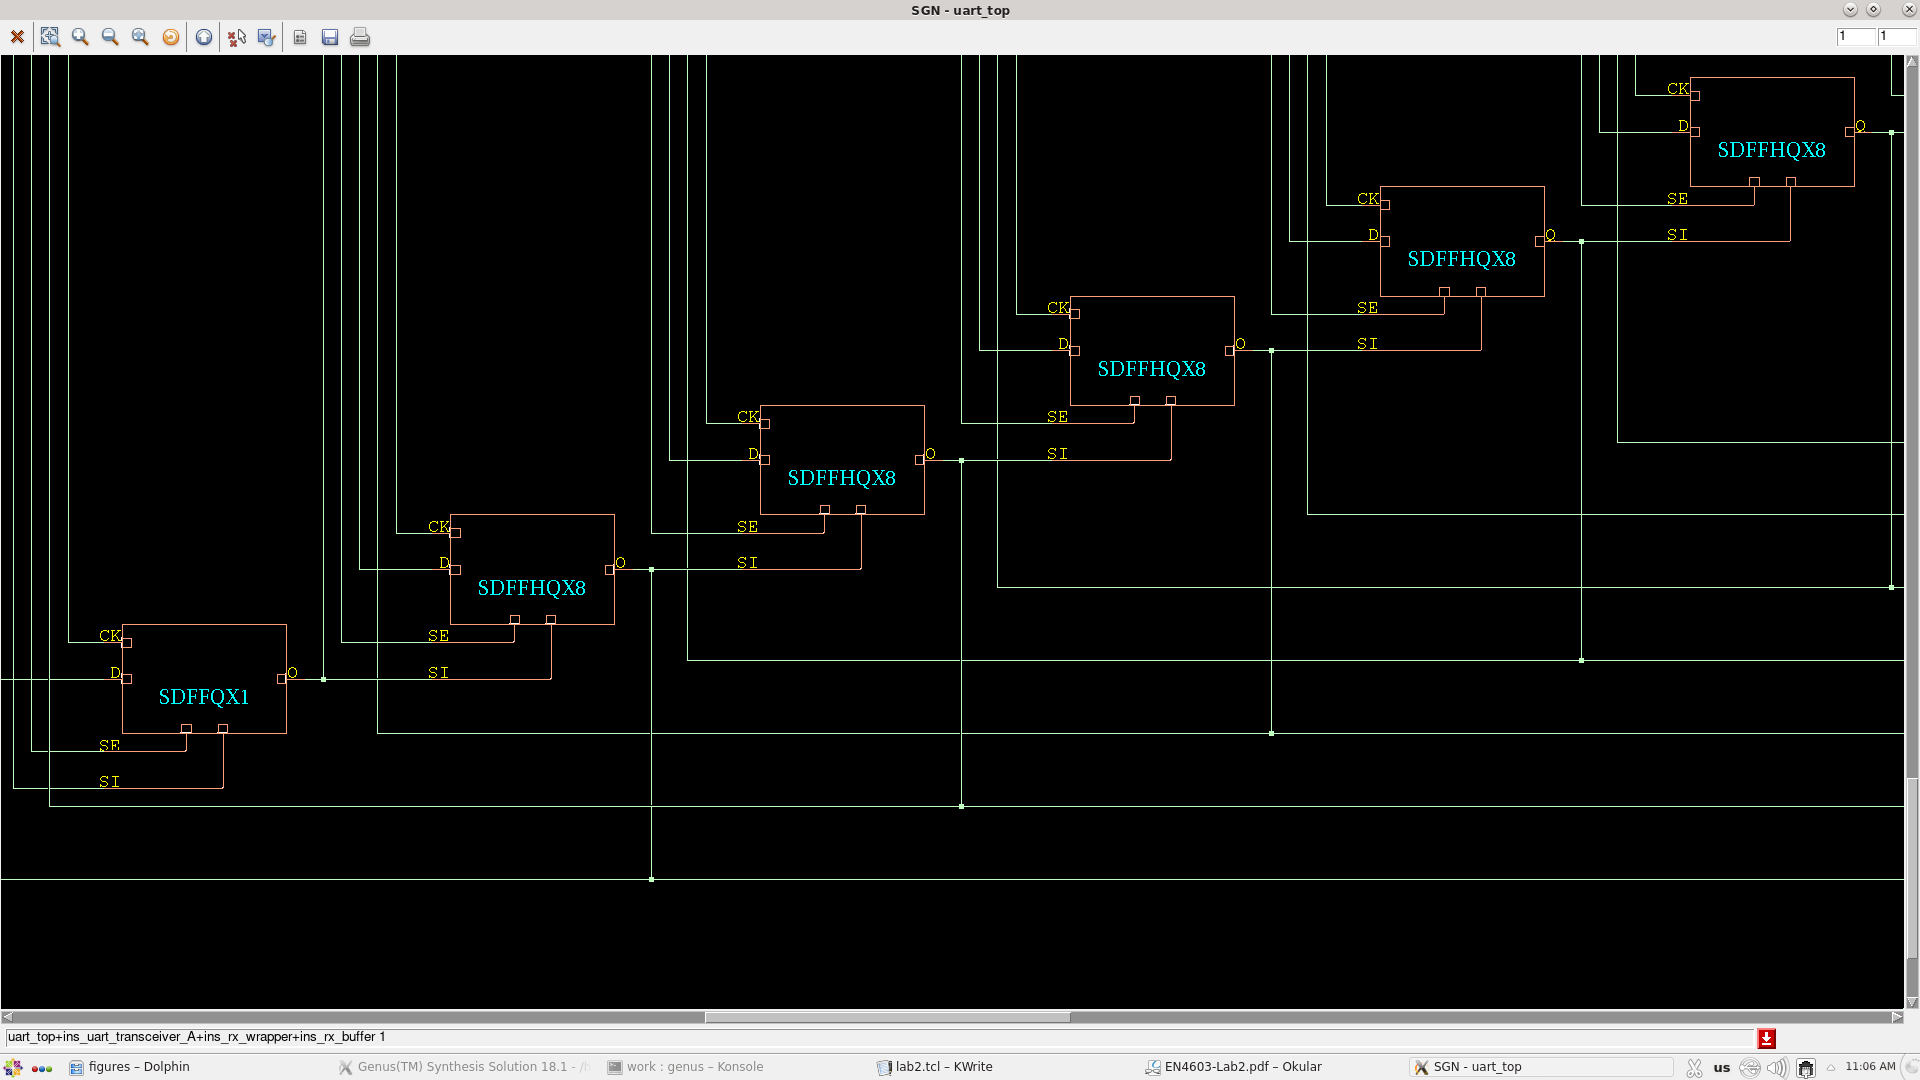 SGN - uart_top
1 1
CK
D Q
SDFFHQX8
SE
SI
CK
D Q
SDFFHQX8
SE
SI
CK
D Q
SDFFHQX8
SE
SI
CK
D Q
SDFFHQX8
SE
SI
CK
D Q
SDFFHQX8
SE
SI
CK
D Q
SDFFQX1
SE
SI
uart_top+ins_uart_transceiver_A+ins_rx_wrapper+ins_rx_buffer 1
figures – Dolphin Genus(TM) Synthesis Solution 18.1 - /h work : genus – Konsole lab2.tcl – KWrite EN4603-Lab2.pdf – Okular SGN - uart_top us 11:06 AM